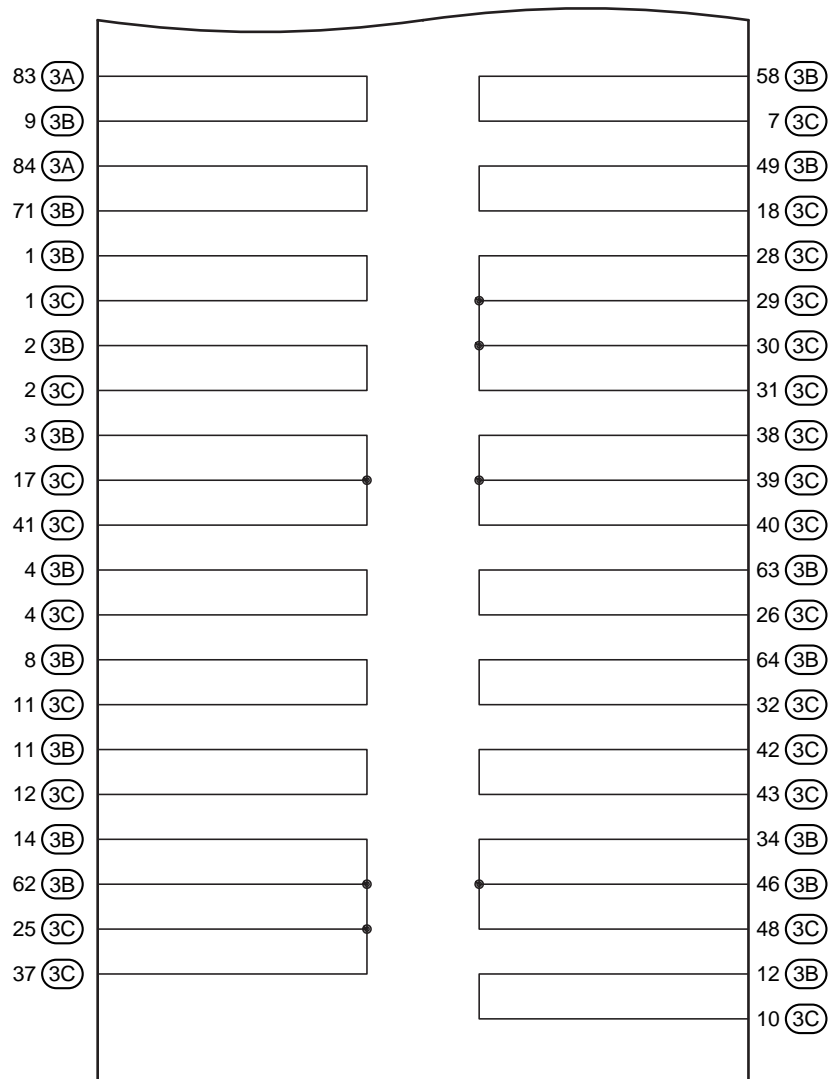 83 3A
9 3B
84 3A
71 3B
1 3B
1 3C
2 3B
2 3C
3 3B
17 3C
41 3C
4 3B
4 3C
8 3B
11 3C
11 3B
12 3C
14 3B
62 3B
25 3C
37 3C
58 3B
7 3C
49 3B
18 3C
28 3C
29 3C
30 3C
31 3C
38 3C
39 3C
40 3C
63 3B
26 3C
64 3B
32 3C
42 3C
43 3C
34 3B
46 3B
48 3C
12 3B
10 3C